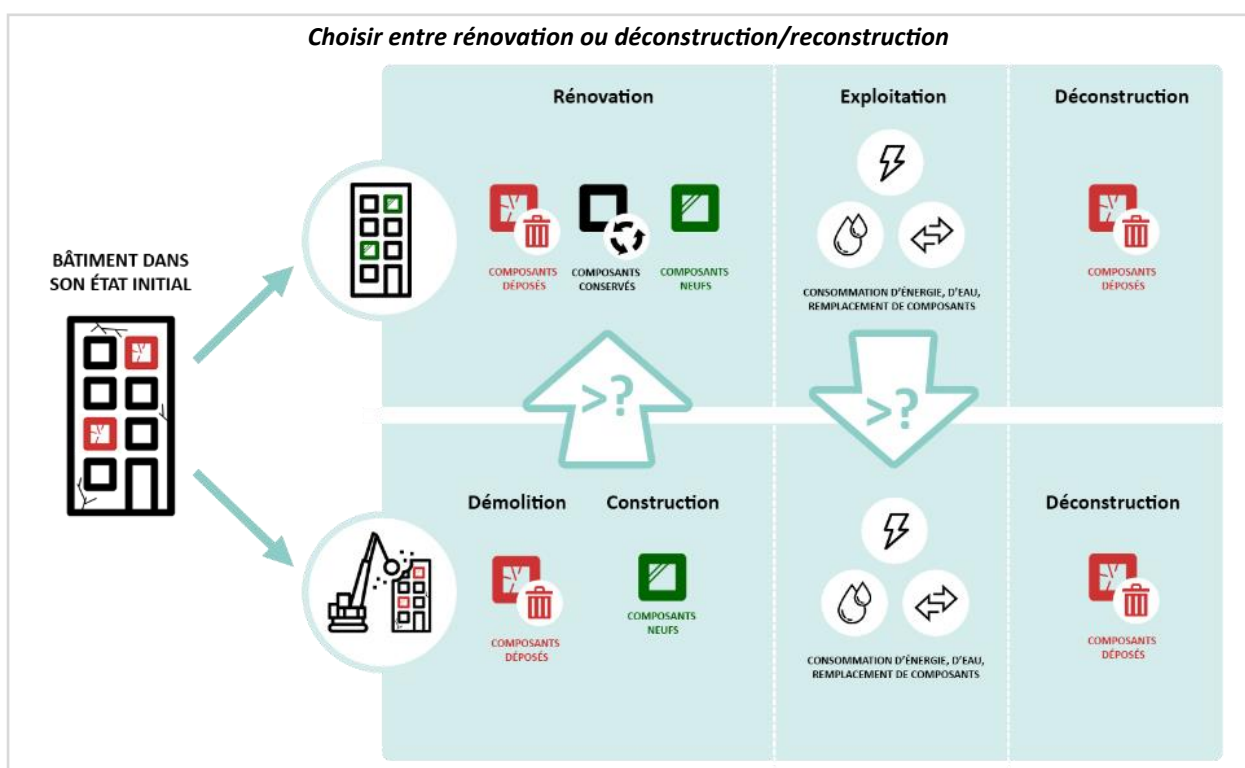 Choisir entre rénovation ou déconstruction/reconstruction
Rénovation
Exploitation
Déconstruction
BÂTIMENT DANS
SON ÉTAT INITIAL
COMPOSANTS
DÉPOSÉS
COMPOSANTS
CONSERVÉS
COMPOSANTS
NEUFS
CONSOMMATION D'ÉNERGIE, D'EAU,
REMPLACEMENT DE COMPOSANTS
COMPOSANTS
DÉPOSÉS
>?
>?
Démolition
Construction
Déconstruction
COMPOSANTS
DÉPOSÉS
COMPOSANTS
NEUFS
CONSOMMATION D'ÉNERGIE, D'EAU,
REMPLACEMENT DE COMPOSANTS
COMPOSANTS
DÉPOSÉS